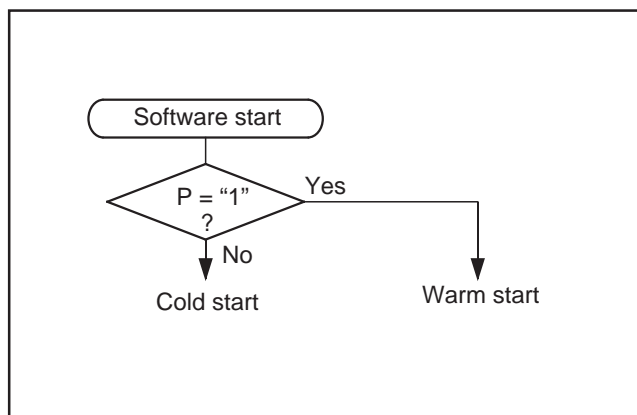 Software start
P = “1”
?
Yes
No
Cold start
Warm start